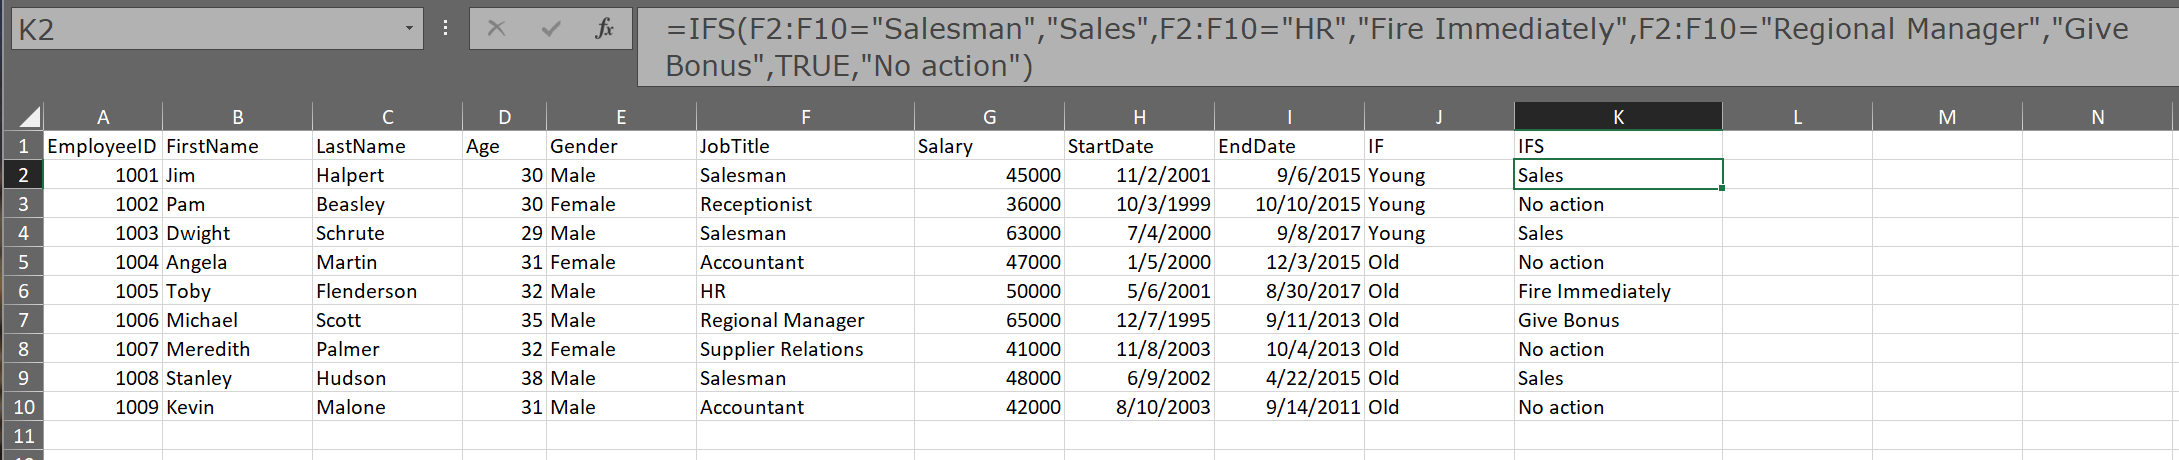 K2 fx =IFS(F2:F10="Salesman","Sales",F2:F10="HR","Fire Immediately",F2:F10="Regional Manager","Give
Bonus",TRUE,"No action")
A B C D E F G H I J K L M N
1 EmployeeID FirstName LastName Age Gender JobTitle Salary StartDate EndDate IF IFS
2 1001 Jim Halpert 30 Male Salesman 45000 11/2/2001 9/6/2015 Young Sales
3 1002 Pam Beasley 30 Female Receptionist 36000 10/3/1999 10/10/2015 Young No action
4 1003 Dwight Schrute 29 Male Salesman 63000 7/4/2000 9/8/2017 Young Sales
5 1004 Angela Martin 31 Female Accountant 47000 1/5/2000 12/3/2015 Old No action
6 1005 Toby Flenderson 32 Male HR 50000 5/6/2001 8/30/2017 Old Fire Immediately
7 1006 Michael Scott 35 Male Regional Manager 65000 12/7/1995 9/11/2013 Old Give Bonus
8 1007 Meredith Palmer 32 Female Supplier Relations 41000 11/8/2003 10/4/2013 Old No action
9 1008 Stanley Hudson 38 Male Salesman 48000 6/9/2002 4/22/2015 Old Sales
10 1009 Kevin Malone 31 Male Accountant 42000 8/10/2003 9/14/2011 Old No action
11